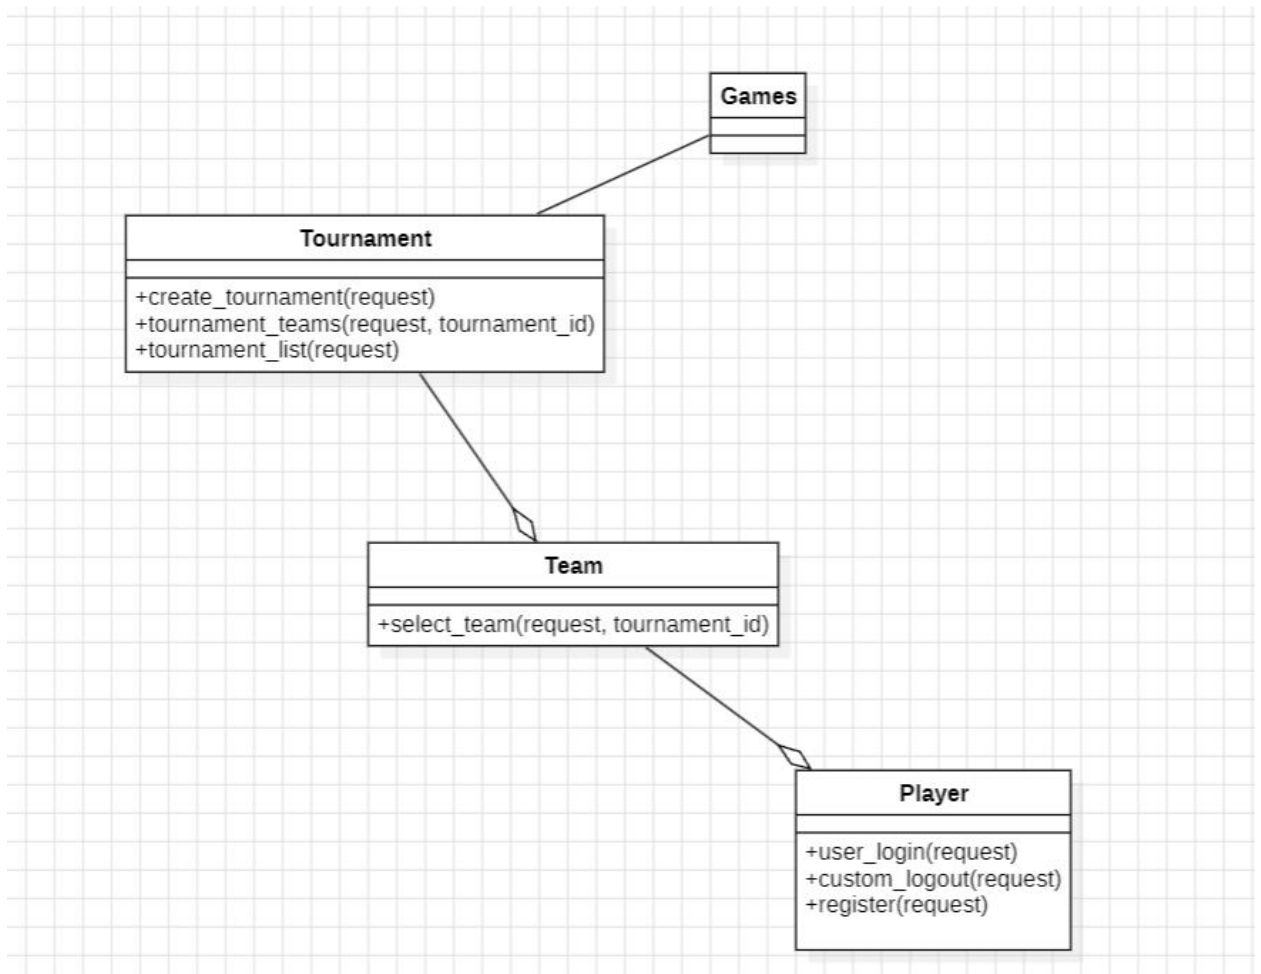 Games
Tournament
+create_tournament(request)
+tournament_teams(request, tournament_id)
+tournament_list(request)
Team
+select_team(request, tournament_id)
Player
+user_login(request)
+custom_logout(request)
+register(request)